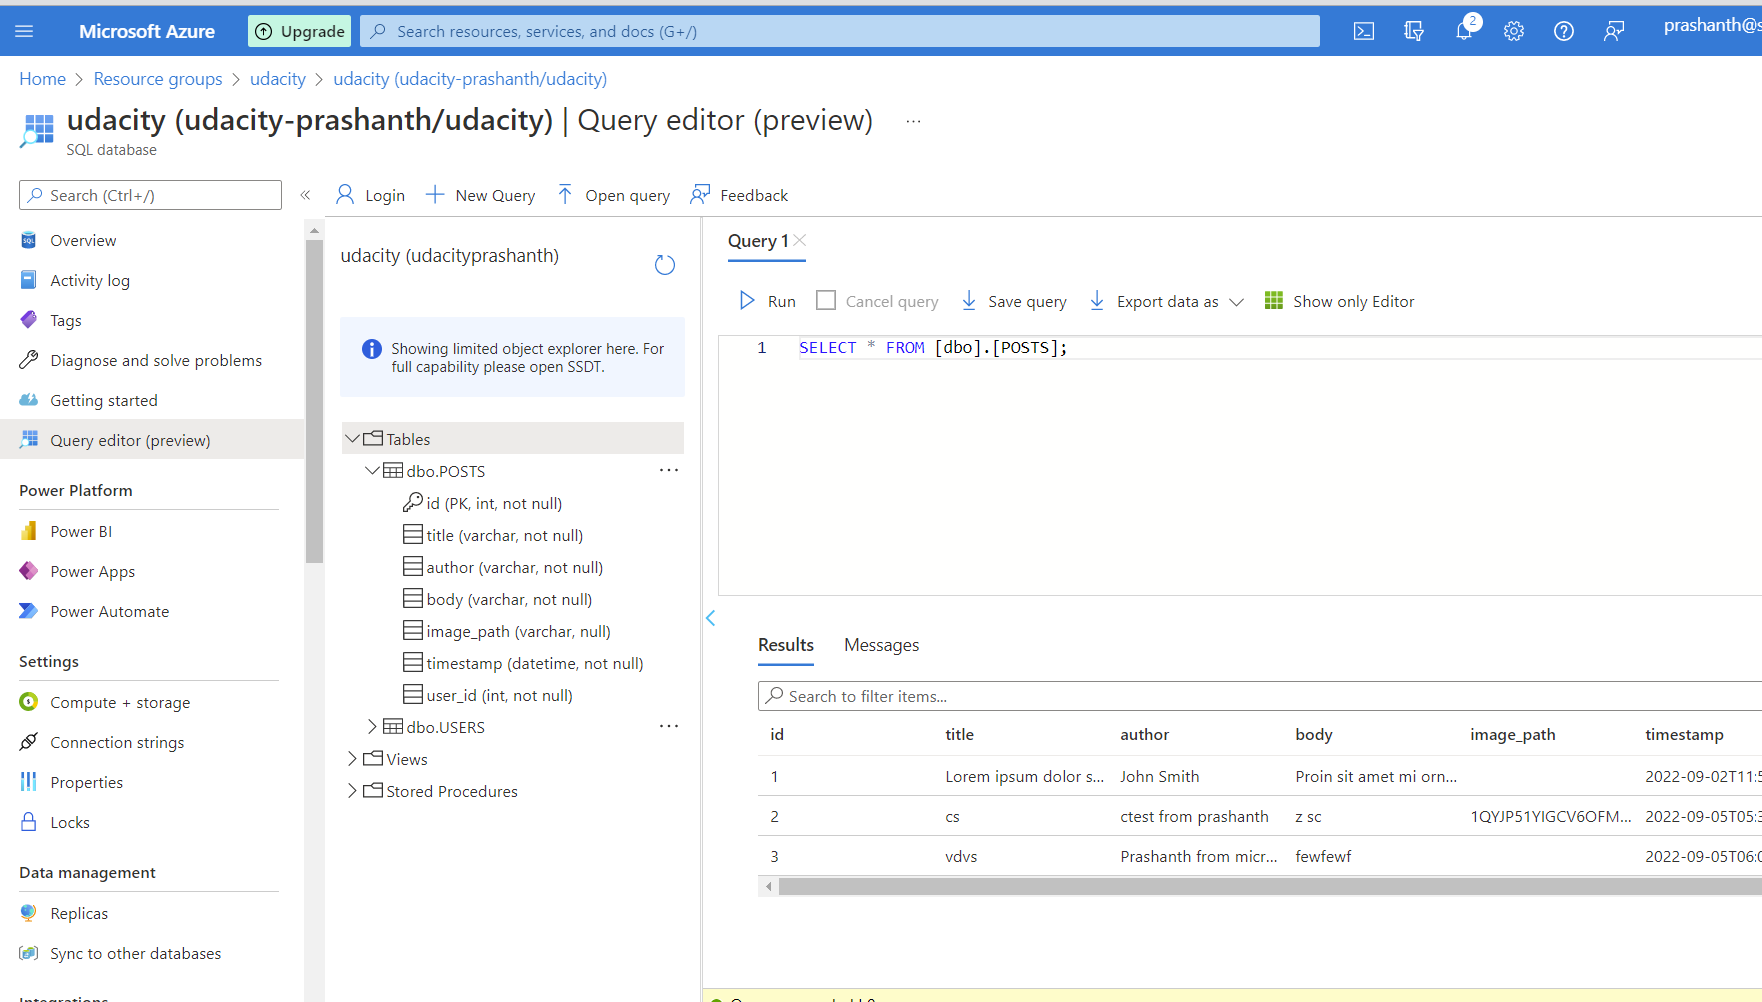 Microsoft Azure
Upgrade
Search resources, services, and docs (G+/)
2
prashanth@s
Home > Resource groups > udacity > udacity (udacity-prashanth/udacity)
udacity (udacity-prashanth/udacity) | Query editor (preview) ...
SQL database
Search (Ctrl+/)
«
Overview
Activity log
Tags
Diagnose and solve problems
Getting started
Query editor (preview)
Power Platform
Power BI
Power Apps
Power Automate
Settings
Compute + storage
Connection strings
Properties
Locks
Data management
Replicas
Sync to other databases
Integrations
Login
New Query
Open query
Feedback
udacity (udacityprashanth)
Showing limited object explorer here. For
full capability please open SSDT.
Tables
dbo.POSTS ...
id (PK, int, not null)
title (varchar, not null)
author (varchar, not null)
body (varchar, not null)
image_path (varchar, null)
timestamp (datetime, not null)
user_id (int, not null)
dbo.USERS ...
Views
Stored Procedures
Query 1
Run
Cancel query
Save query
Export data as
Show only Editor
1 SELECT * FROM [dbo].[POSTS];
Results
Messages
Search to filter items...
id title author body image_path timestamp
1 Lorem ipsum dolor s... John Smith Proin sit amet mi orn... 2022-09-02T11:5
2 cs ctest from prashanth z sc 1QYJP51YIGCV6OFM... 2022-09-05T05:3
3 vdvs Prashanth from micr... fewfewf 2022-09-05T06:0